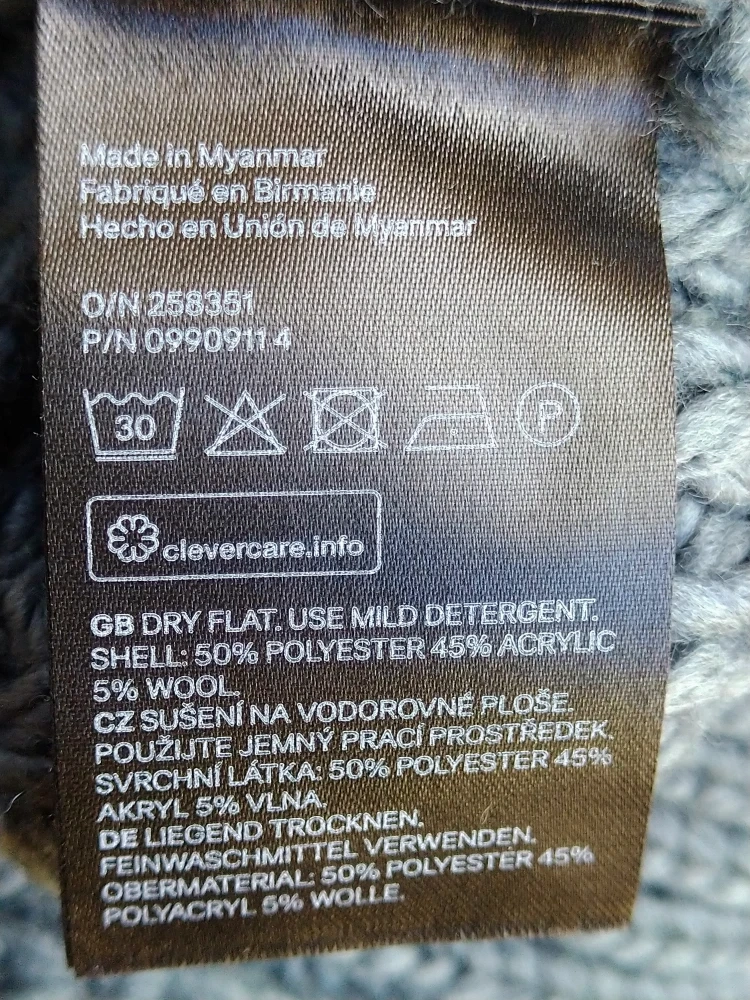 Made in Myanmar
Fabriqué en Birmanie
Hecho en Unión de Myanmar
O/N 258351
P/N 0990911 4
30
P
clevercare.info
GB DRY FLAT. USE MILD DETERGENT.
SHELL: 50% POLYESTER 45% ACRYLIC
5% WOOL.
CZ SUŠENÍ NA VODOROVNÉ PLOŠE.
POUŽIJTE JEMNÝ PRACÍ PROSTŘEDEK.
SVRCHNÍ LÁTKA: 50% POLYESTER 45%
AKRYL 5% VLNA.
DE LIEGEND TROCKNEN.
FEINWASCHMITTEL VERWENDEN.
OBERMATERIAL: 50% POLYESTER 45%
POLYACRYL 5% WOLLE.